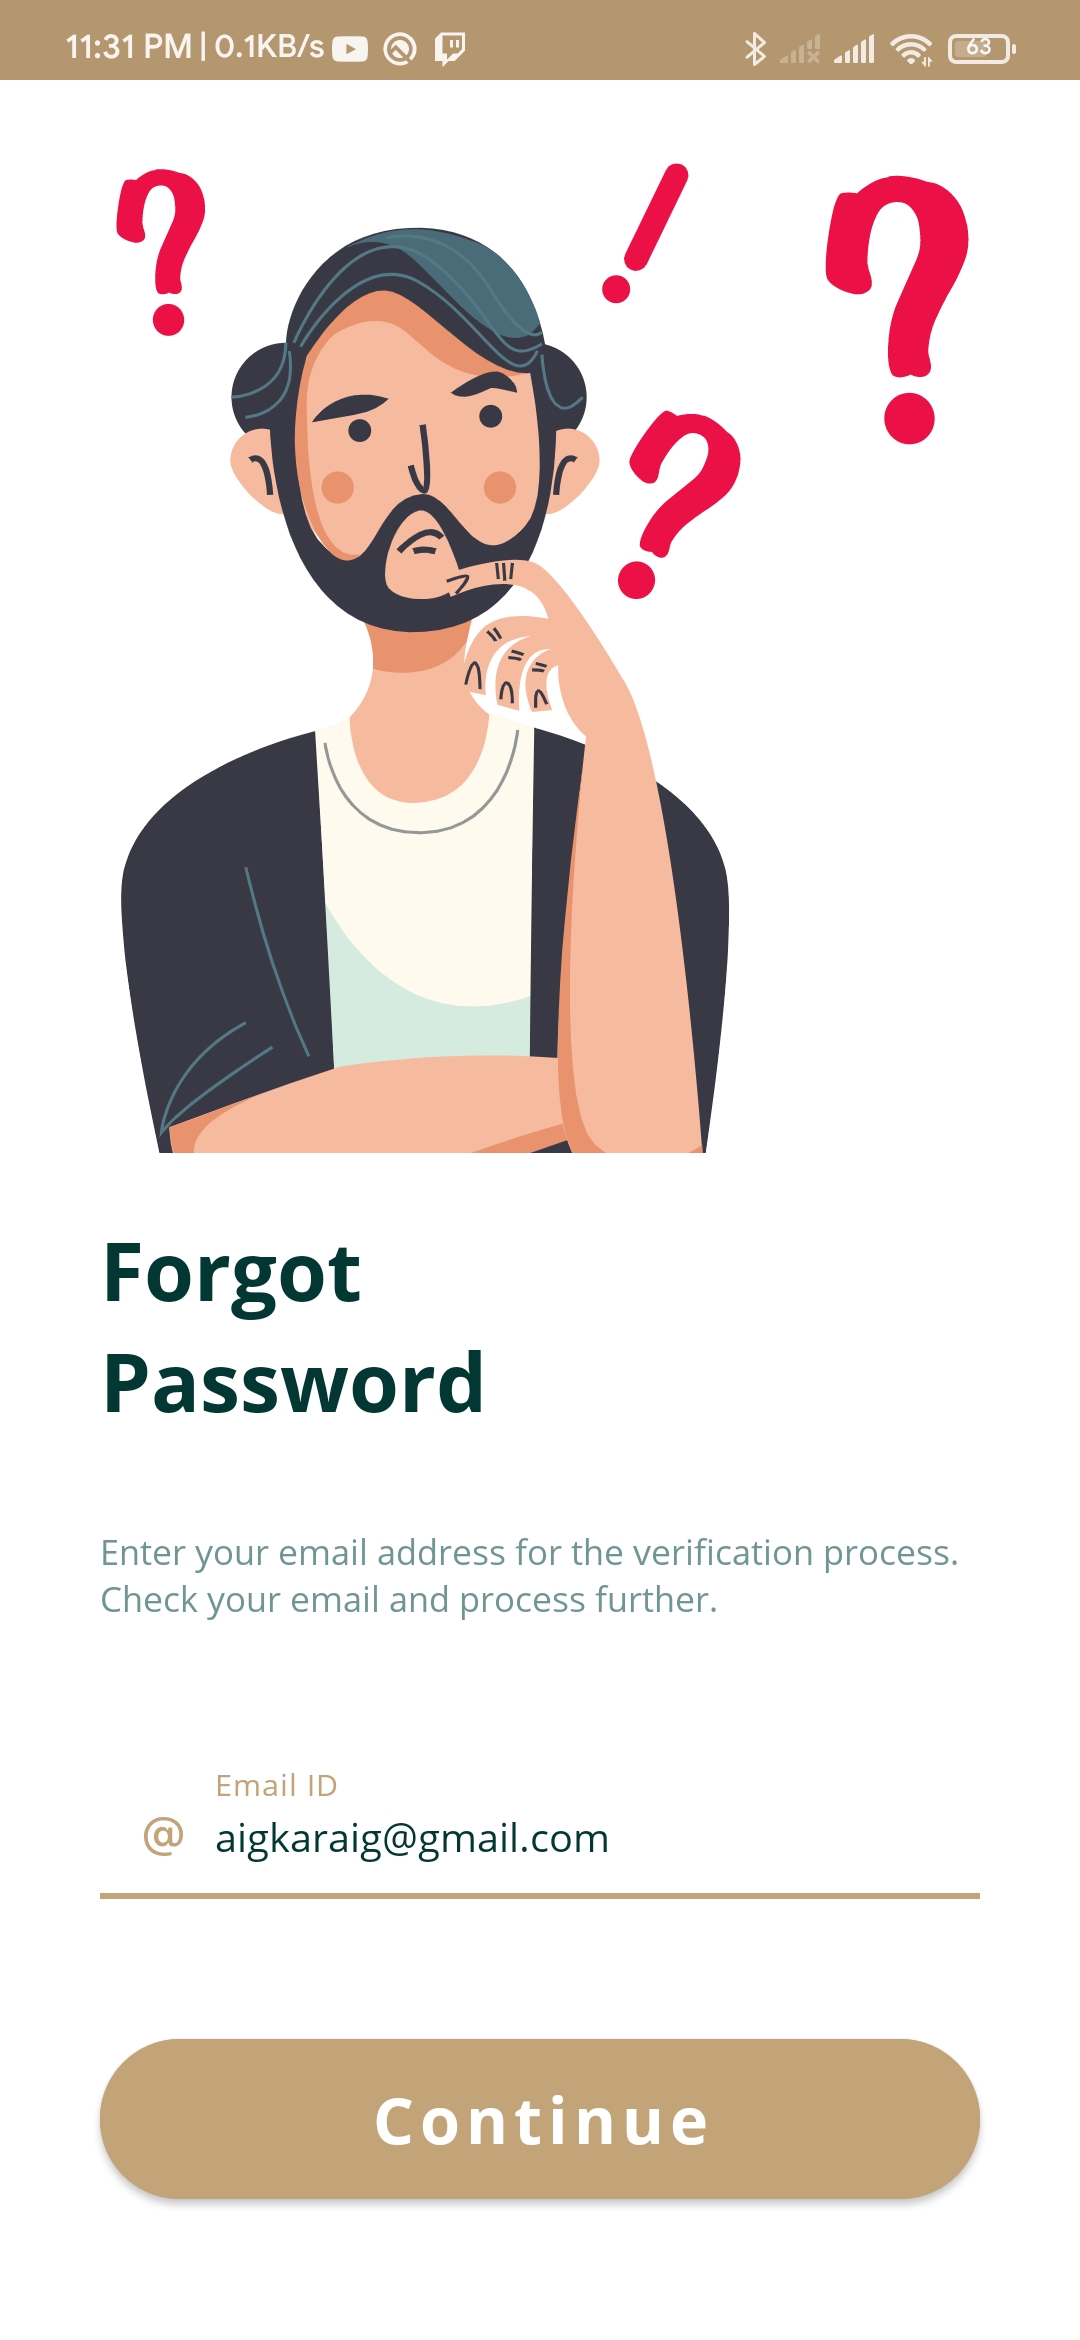 11:31 PM | 0.1KB/s
63
Forgot
Password
Enter your email address for the verification process.
Check your email and process further.
Email ID
@ aigkaraig@gmail.com
Continue